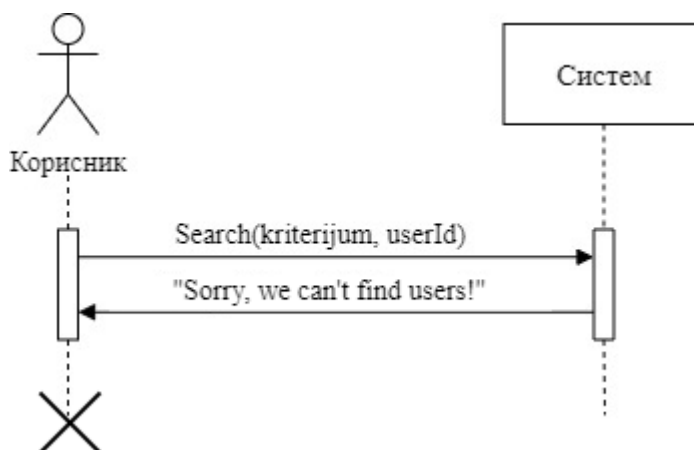 Корисник
Систем
Search(kriterijum, userId)
"Sorry, we can't find users!"